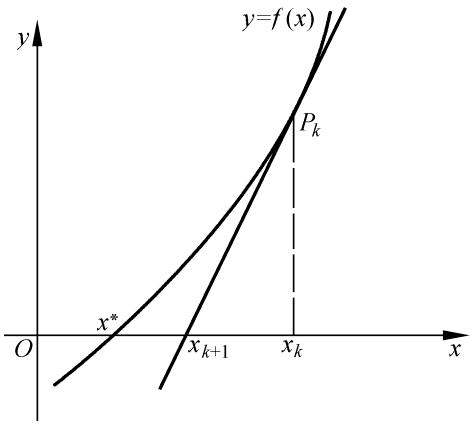 y=f(x)
y
P_k
x*
O
x_{k+1}
x_k
x